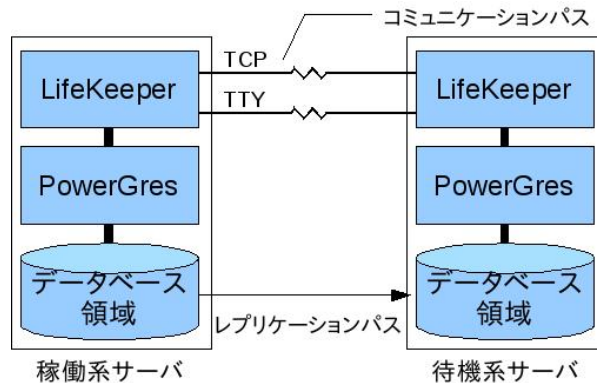 コミュニケーションパス
TCP
LifeKeeper
LifeKeeper
TTY
PowerGres
PowerGres
データベース
領域
データベース
領域
レプリケーションパス
稼働系サーバ
待機系サーバ